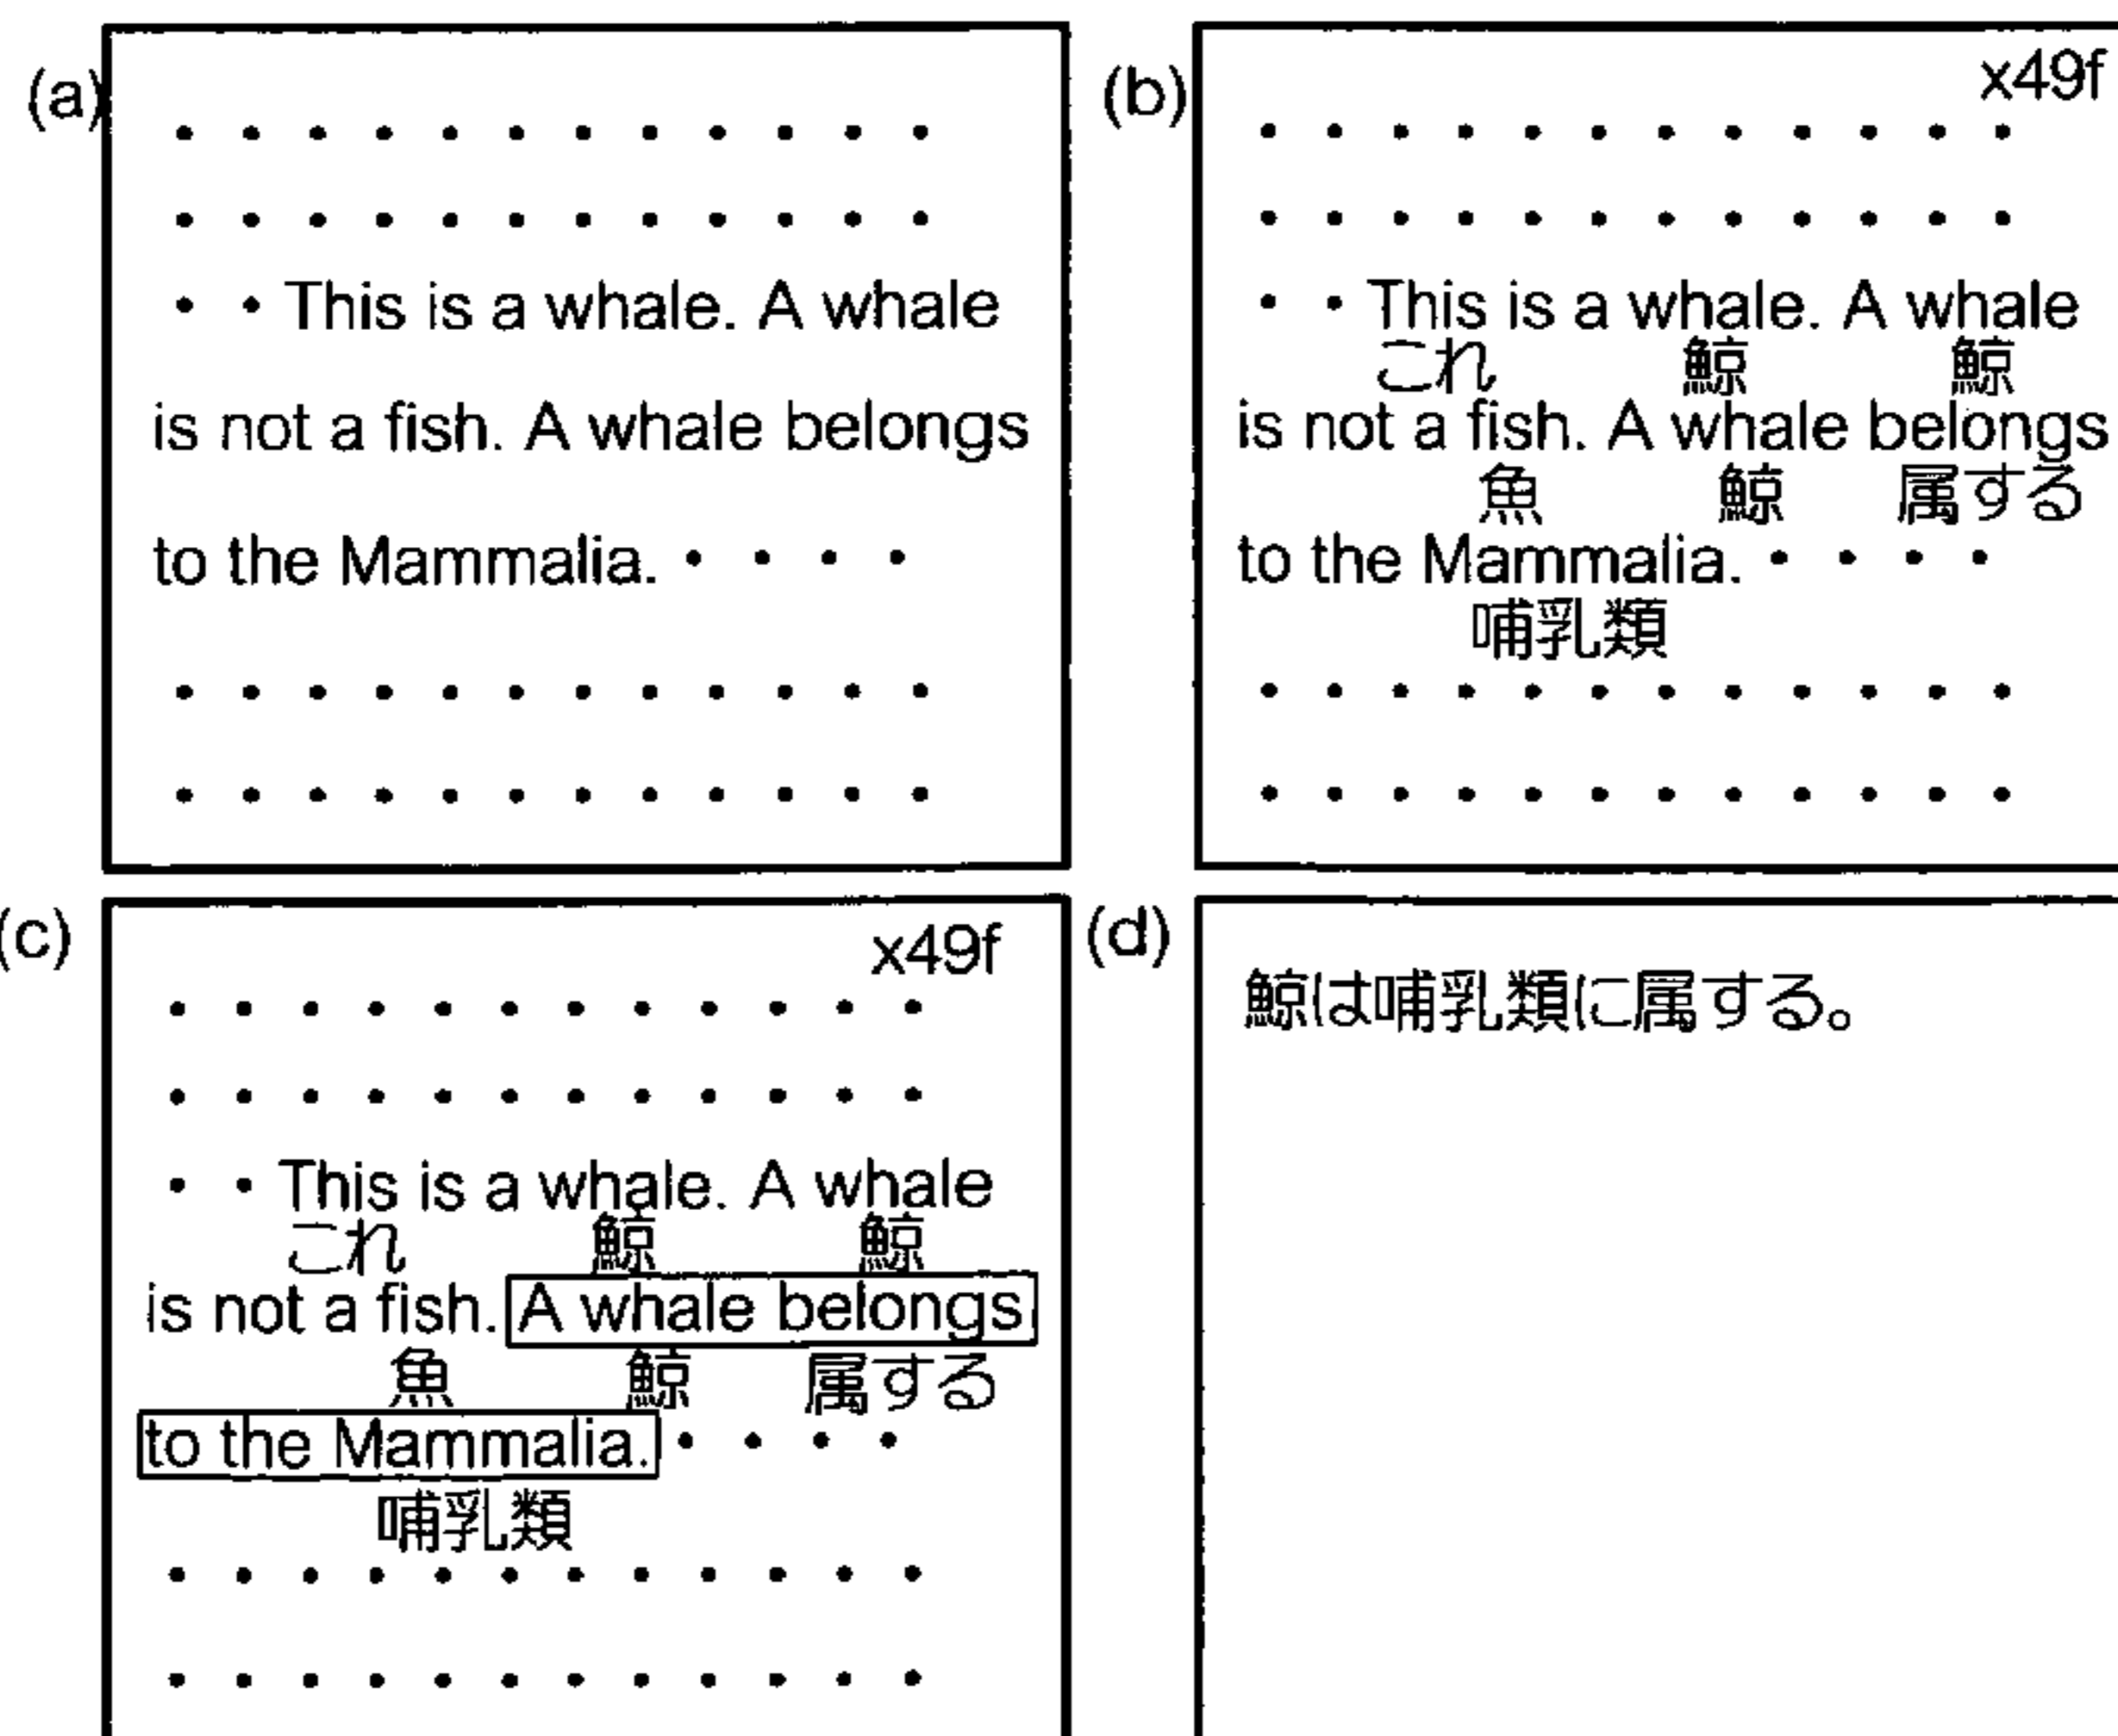 (a)
• • • • • • • • • • • •
• • • • • • • • • • • •
• • This is a whale. A whale
is not a fish. A whale belongs
to the Mammalia. • • • •
• • • • • • • • • • • •
• • • • • • • • • • • •
(b)
x49f
• • • • • • • • • • • •
• • • • • • • • • • • •
• • This is a whale. A whale
これ 鯨 鯨
is not a fish. A whale belongs
魚 鯨 属する
to the Mammalia. • • • •
哺乳類
• • • • • • • • • • • •
• • • • • • • • • • • •
(c)
x49f
• • • • • • • • • • • •
• • • • • • • • • • • •
• • This is a whale. A whale
これ 鯨 鯨
is not a fish. A whale belongs
魚 鯨 属する
to the Mammalia. • • • •
哺乳類
• • • • • • • • • • • •
• • • • • • • • • • • •
(d)
鯨は哺乳類に属する。